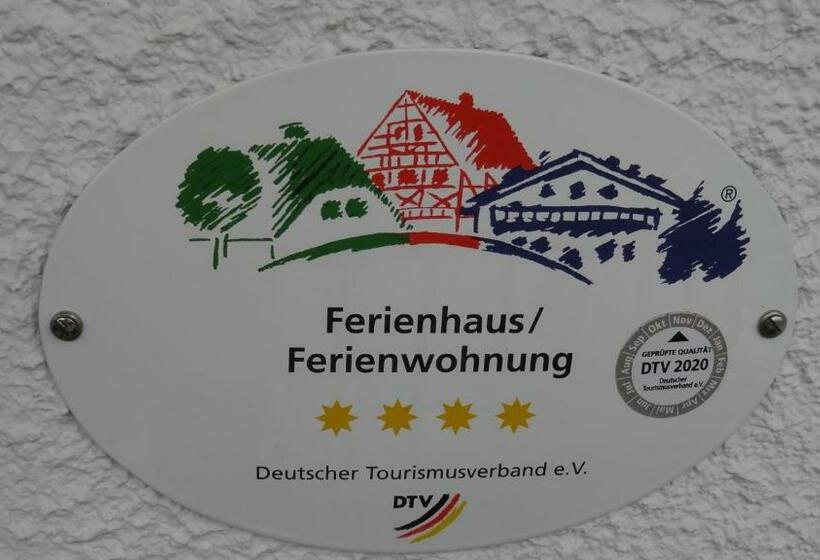 ®
Ferienhaus/
Ferienwohnung
Okt Nov Dez Jan Feb Mrz Apr Mai Jun Jul Aug Sep
GEPRÜFTE QUALITÄT
DTV 2020
Deutscher
Tourismusverband e.V.
Deutscher Tourismusverband e.V.
DTV